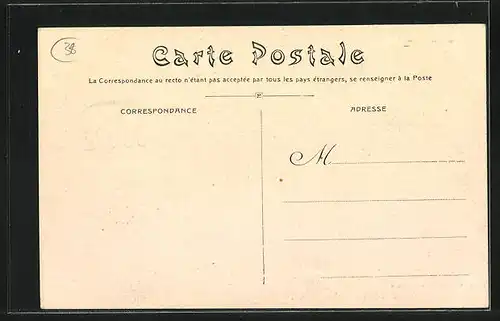 38
Carte Postale
La Correspondance au recto n'étant pas acceptée par tous les pays étrangers, se renseigner à la Poste
CORRESPONDANCE
ADRESSE
M